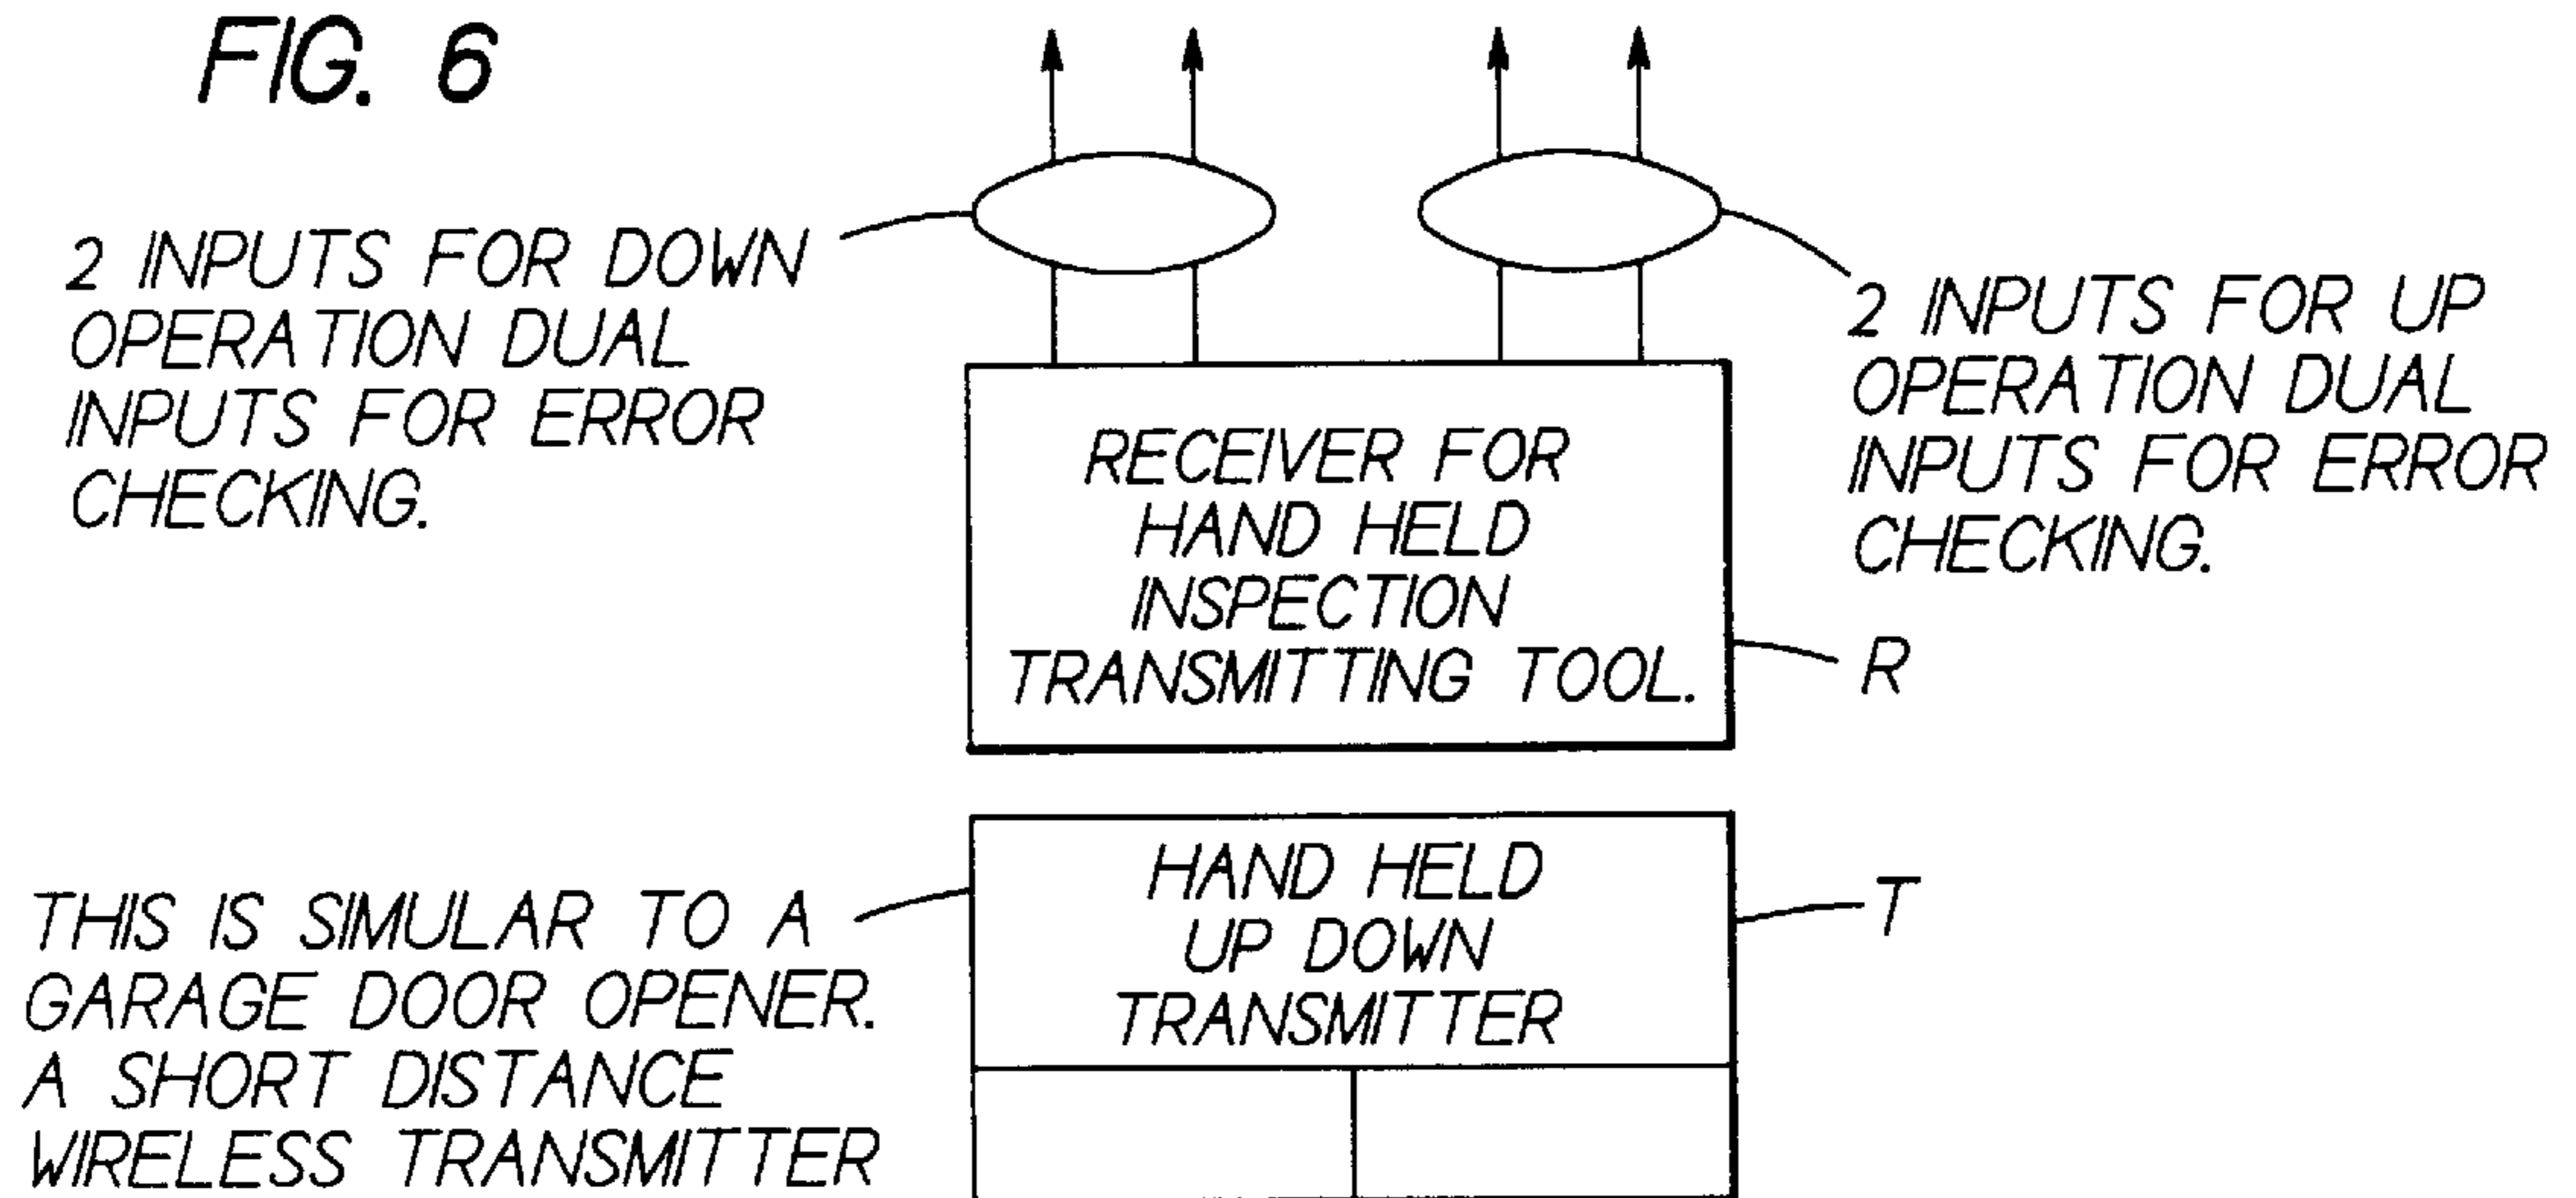 FIG. 6
2 INPUTS FOR DOWN
OPERATION DUAL
INPUTS FOR ERROR
CHECKING.
2 INPUTS FOR UP
OPERATION DUAL
INPUTS FOR ERROR
CHECKING.
RECEIVER FOR
HAND HELD
INSPECTION
TRANSMITTING TOOL.
R
HAND HELD
UP DOWN
TRANSMITTER
T
THIS IS SIMULAR TO A
GARAGE DOOR OPENER.
A SHORT DISTANCE
WIRELESS TRANSMITTER